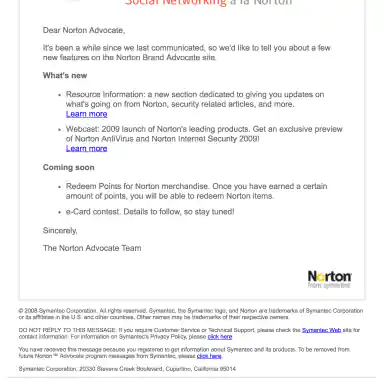 Social Networking à la Norton
Dear Norton Advocate,
It's been a while since we last communicated, so we'd like to tell you about a few
new features on the Norton Brand Advocate site.
What's new
• Resource Information: a new section dedicated to giving you updates on
what's going on from Norton, security related articles, and more.
Learn more
• Webcast: 2009 launch of Norton's leading products. Get an exclusive preview
of Norton AntiVirus and Norton Internet Security 2009!
Learn more
Coming soon
• Redeem Points for Norton merchandise. Once you have earned a certain
amount of points, you will be able to redeem Norton items.
• e-Card contest. Details to follow, so stay tuned!
Sincerely,
The Norton Advocate Team
Norton
© 2008 Symantec Corporation. All rights reserved. Symantec, the Symantec logo, and Norton are trademarks of Symantec Corporation
or its affiliates in the U.S. and other countries. Other names may be trademarks of their respective owners.
DO NOT REPLY TO THIS MESSAGE. If you require Customer Service or Technical Support, please check the Symantec Web site for
contact information. For information on Symantec's Privacy Policy, please click here.
You have received this message because you registered to get information about Symantec and its products. To be removed from
future Norton™ Advocate program messages from Symantec, please click here.
Symantec Corporation, 20330 Stevens Creek Boulevard, Cupertino, California 95014